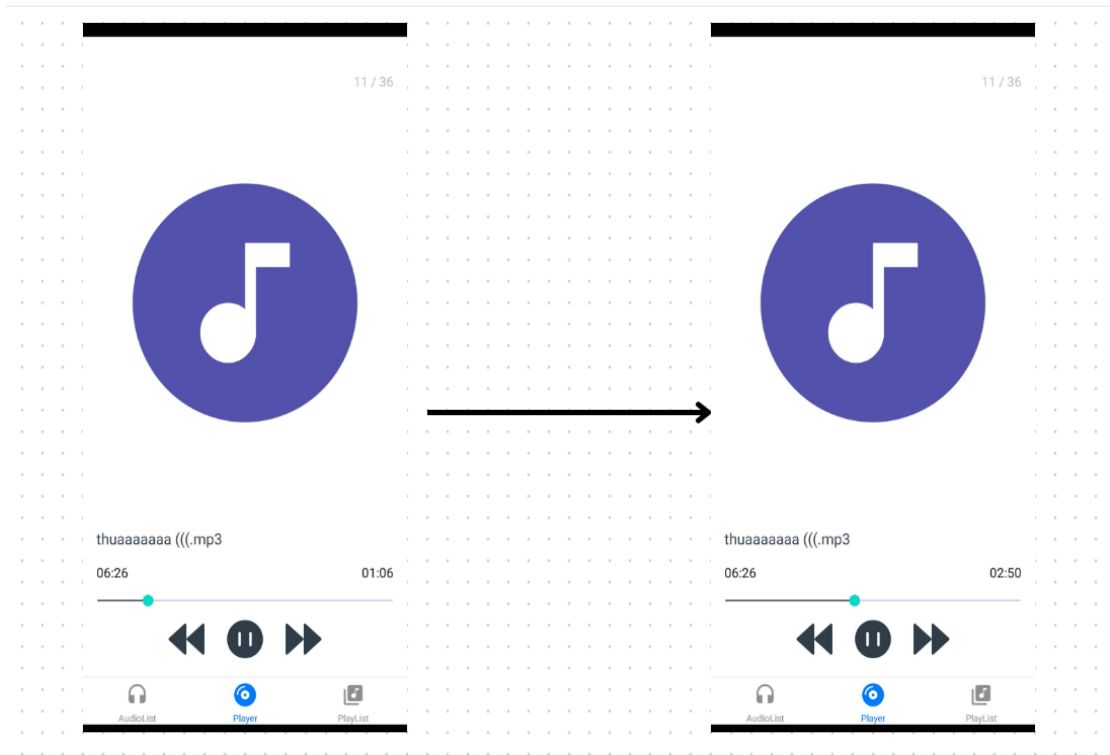 11 / 36
thuaaaaaaa (((.mp3
06:26 01:06
AudioList Player PlayList
11 / 36
thuaaaaaaa (((.mp3
06:26 02:50
AudioList Player PlayList